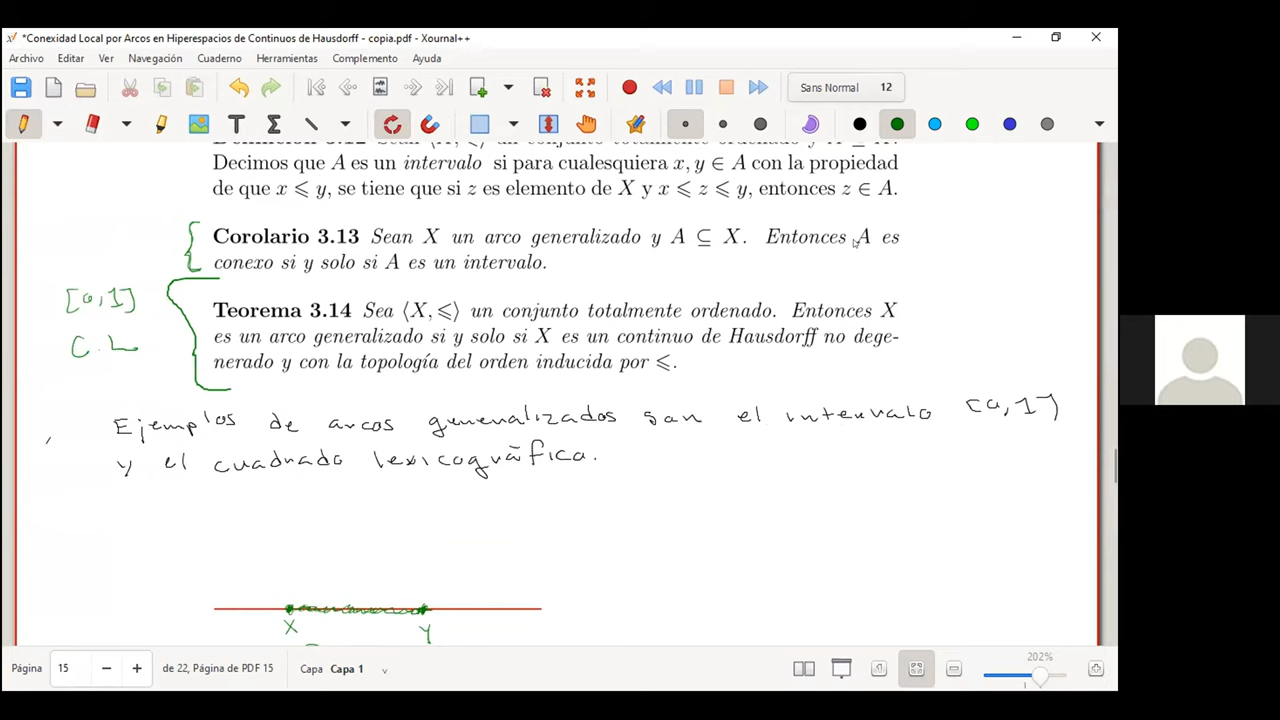 *Conexidad Local por Arcos en Hiperespacios de Continuos de Hausdorff - copia.pdf - Xournal++
Archivo Editar Ver Navegación Cuaderno Herramientas Complemento Ayuda
Sans Normal 12
Decimos que A es un intervalo si para cualesquiera x, y ∈ A con la propiedad
de que x ⩽ y, se tiene que si z es elemento de X y x ⩽ z ⩽ y, entonces z ∈ A.
Corolario 3.13 Sean X un arco generalizado y A ⊆ X. Entonces A es
conexo si y solo si A es un intervalo.
[0,1]
C.L
Teorema 3.14 Sea ⟨X, ⩽⟩ un conjunto totalmente ordenado. Entonces X
es un arco generalizado si y solo si X es un continuo de Hausdorff no dege-
nerado y con la topología del orden inducida por ⩽.
Ejemplos de arcos generalizados san el intervalo [0,1]
y el cuadrado lexicográfica.
X Y
Página 15 de 22, Página de PDF 15 Capa Capa 1 202%